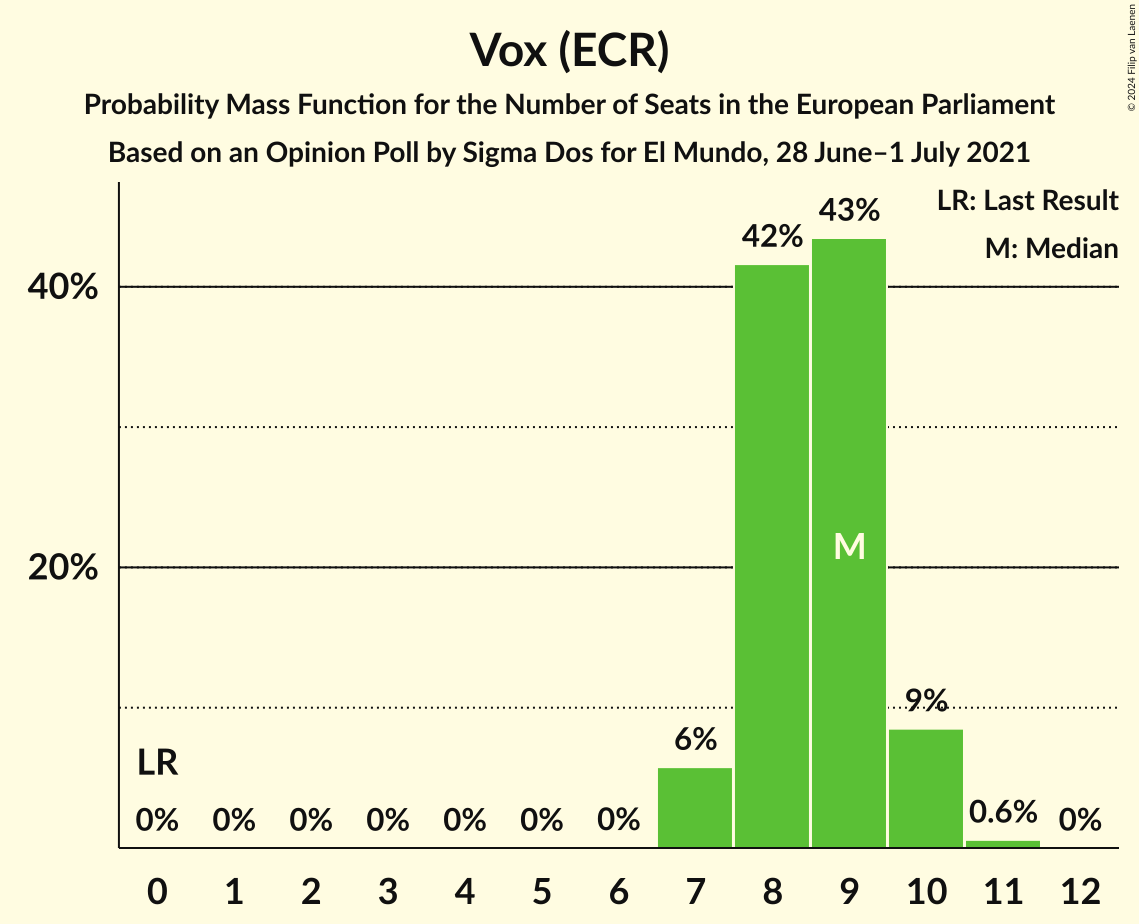 © 2024 Filip van Laenen
Vox (ECR)
Probability Mass Function for the Number of Seats in the European Parliament
Based on an Opinion Poll by Sigma Dos for El Mundo, 28 June–1 July 2021
LR: Last Result
M: Median
43%
42%
40%
M
20%
9%
6%
LR
0% 0% 0% 0% 0% 0% 0% 0.6% 0%
0 1 2 3 4 5 6 7 8 9 10 11 12